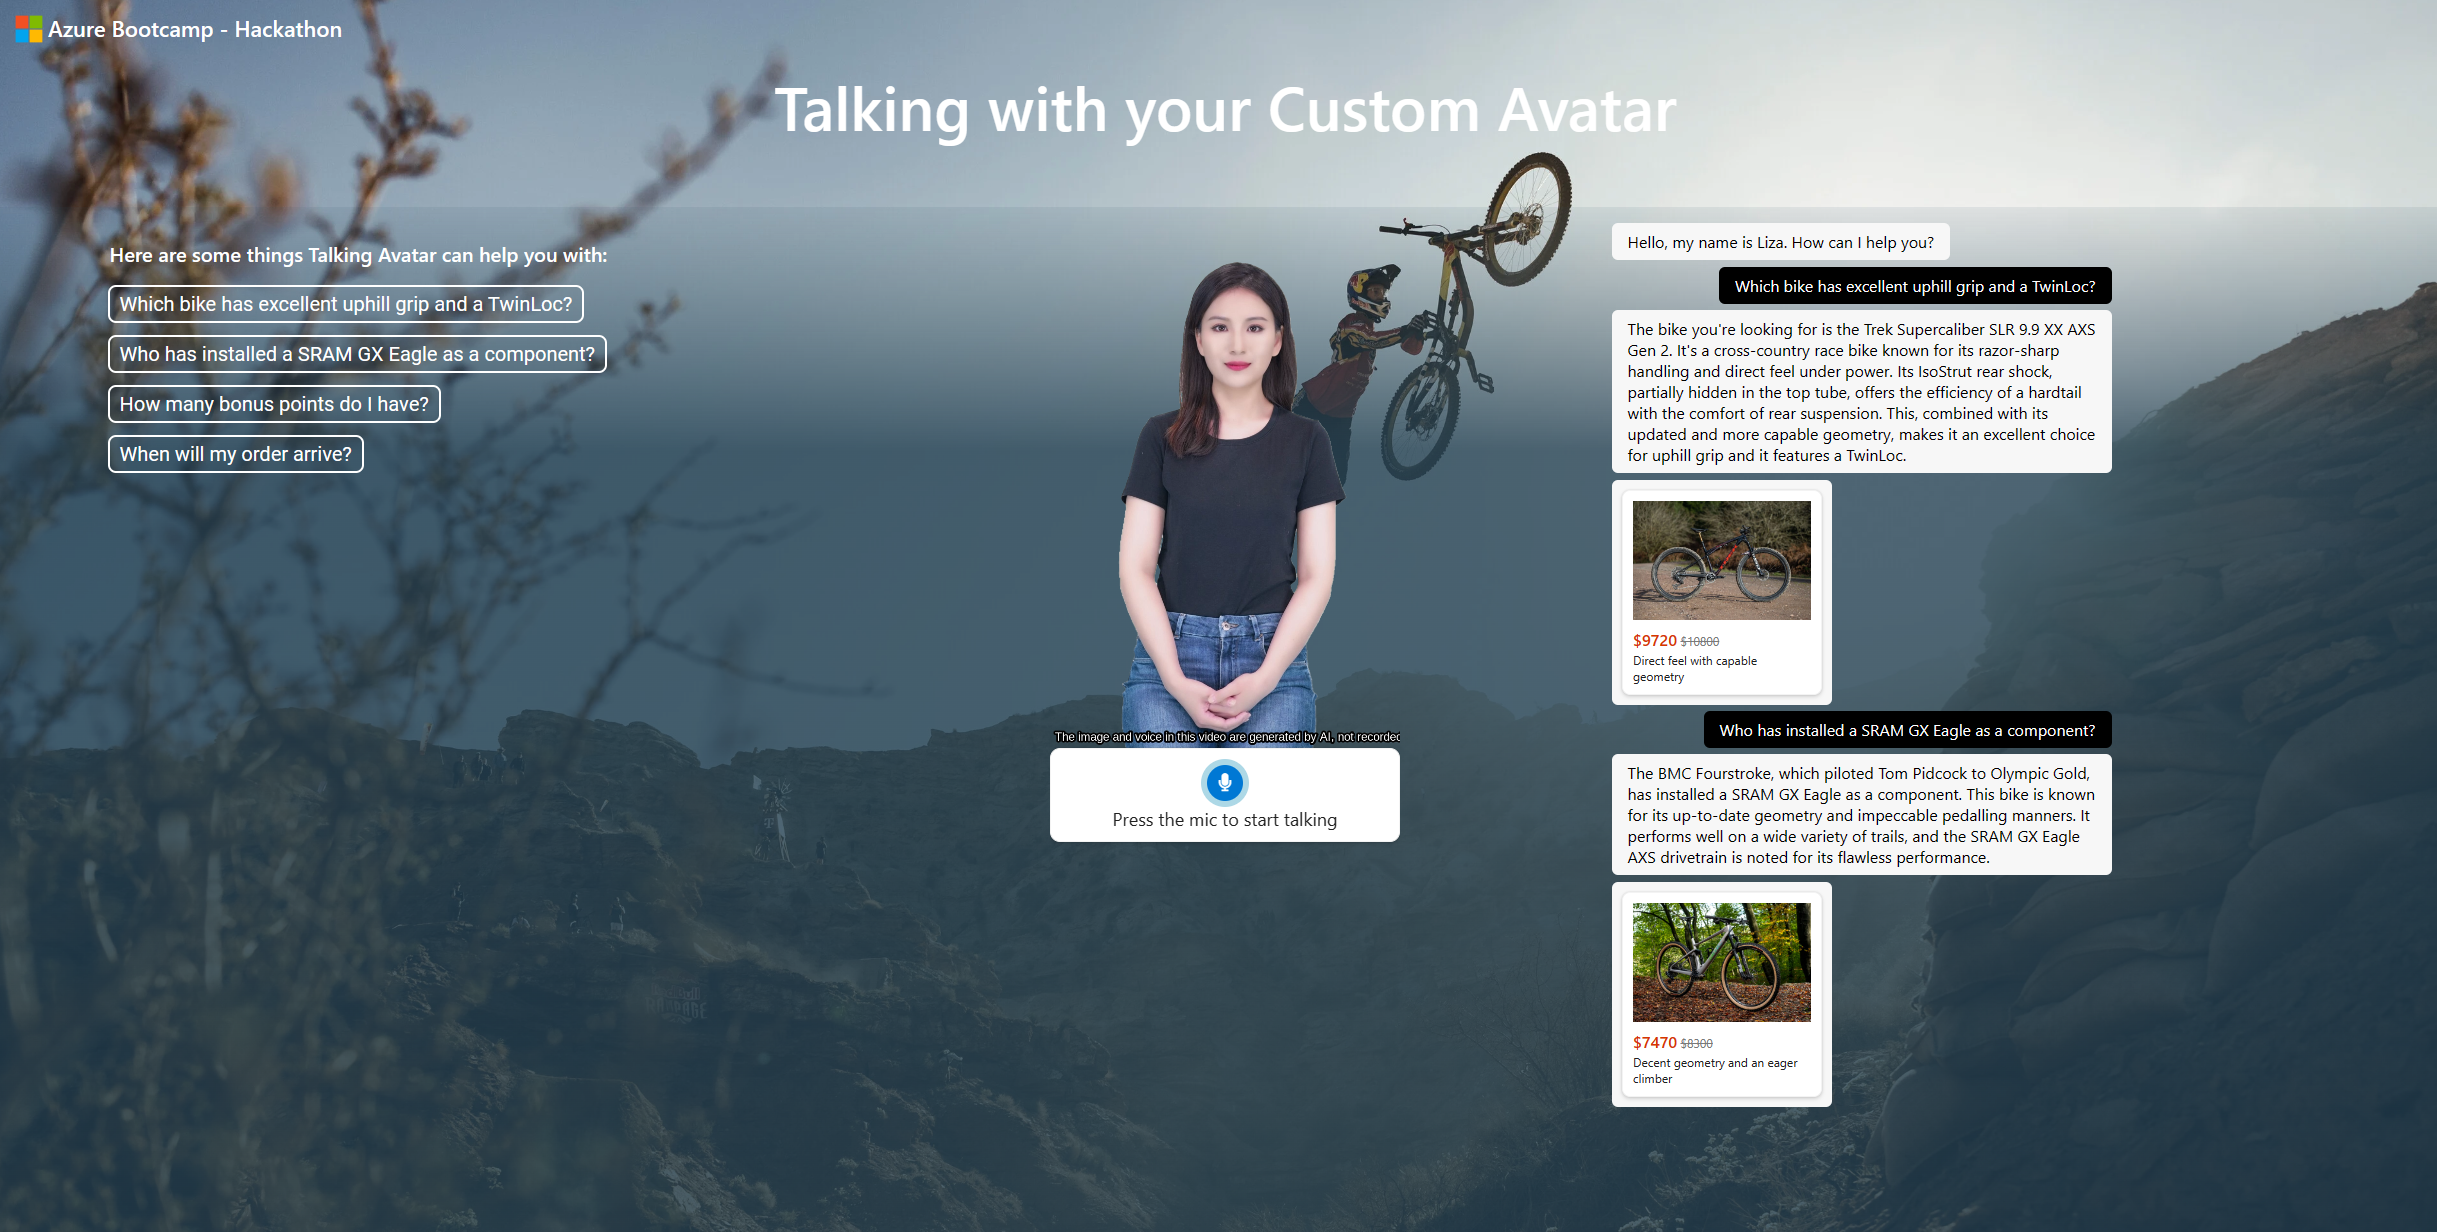 Azure Bootcamp - Hackathon
Talking with your Custom Avatar
Here are some things Talking Avatar can help you with:
Which bike has excellent uphill grip and a TwinLoc?
Who has installed a SRAM GX Eagle as a component?
How many bonus points do I have?
When will my order arrive?
The image and voice in this video are generated by AI, not recorded
Press the mic to start talking
Hello, my name is Liza. How can I help you?
Which bike has excellent uphill grip and a TwinLoc?
The bike you're looking for is the Trek Supercaliber SLR 9.9 XX AXS
Gen 2. It's a cross-country race bike known for its razor-sharp
handling and direct feel under power. Its IsoStrut rear shock,
partially hidden in the top tube, offers the efficiency of a hardtail
with the comfort of rear suspension. This, combined with its
updated and more capable geometry, makes it an excellent choice
for uphill grip and it features a TwinLoc.
$9720 $10800
Direct feel with capable
geometry
Who has installed a SRAM GX Eagle as a component?
The BMC Fourstroke, which piloted Tom Pidcock to Olympic Gold,
has installed a SRAM GX Eagle as a component. This bike is known
for its up-to-date geometry and impeccable pedalling manners. It
performs well on a wide variety of trails, and the SRAM GX Eagle
AXS drivetrain is noted for its flawless performance.
$7470 $8300
Decent geometry and an eager
climber